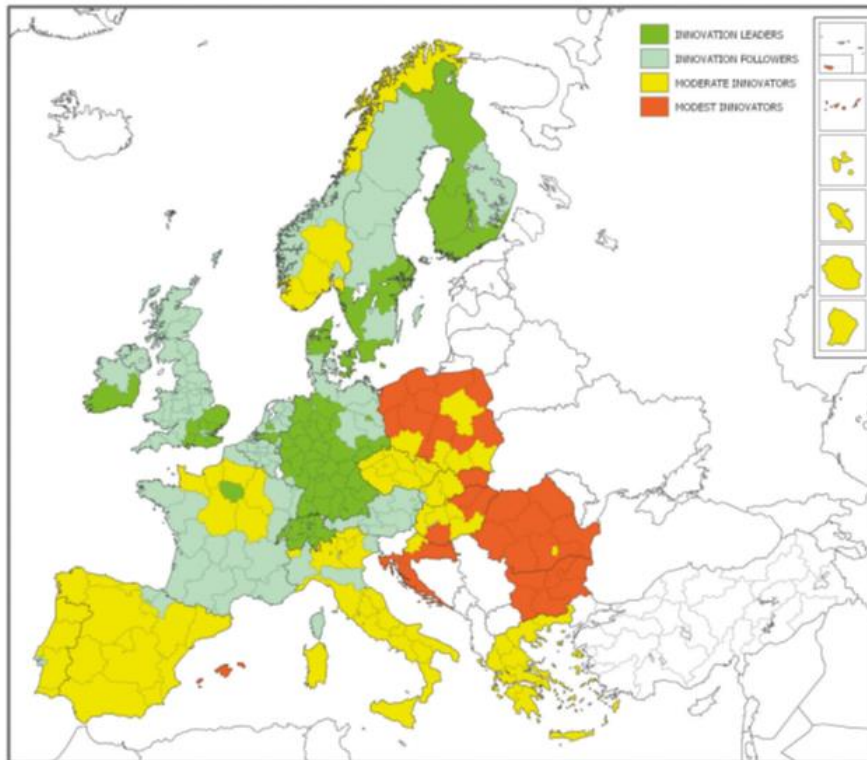 INNOVATION LEADERS
INNOVATION FOLLOWERS
MODERATE INNOVATORS
MODEST INNOVATORS